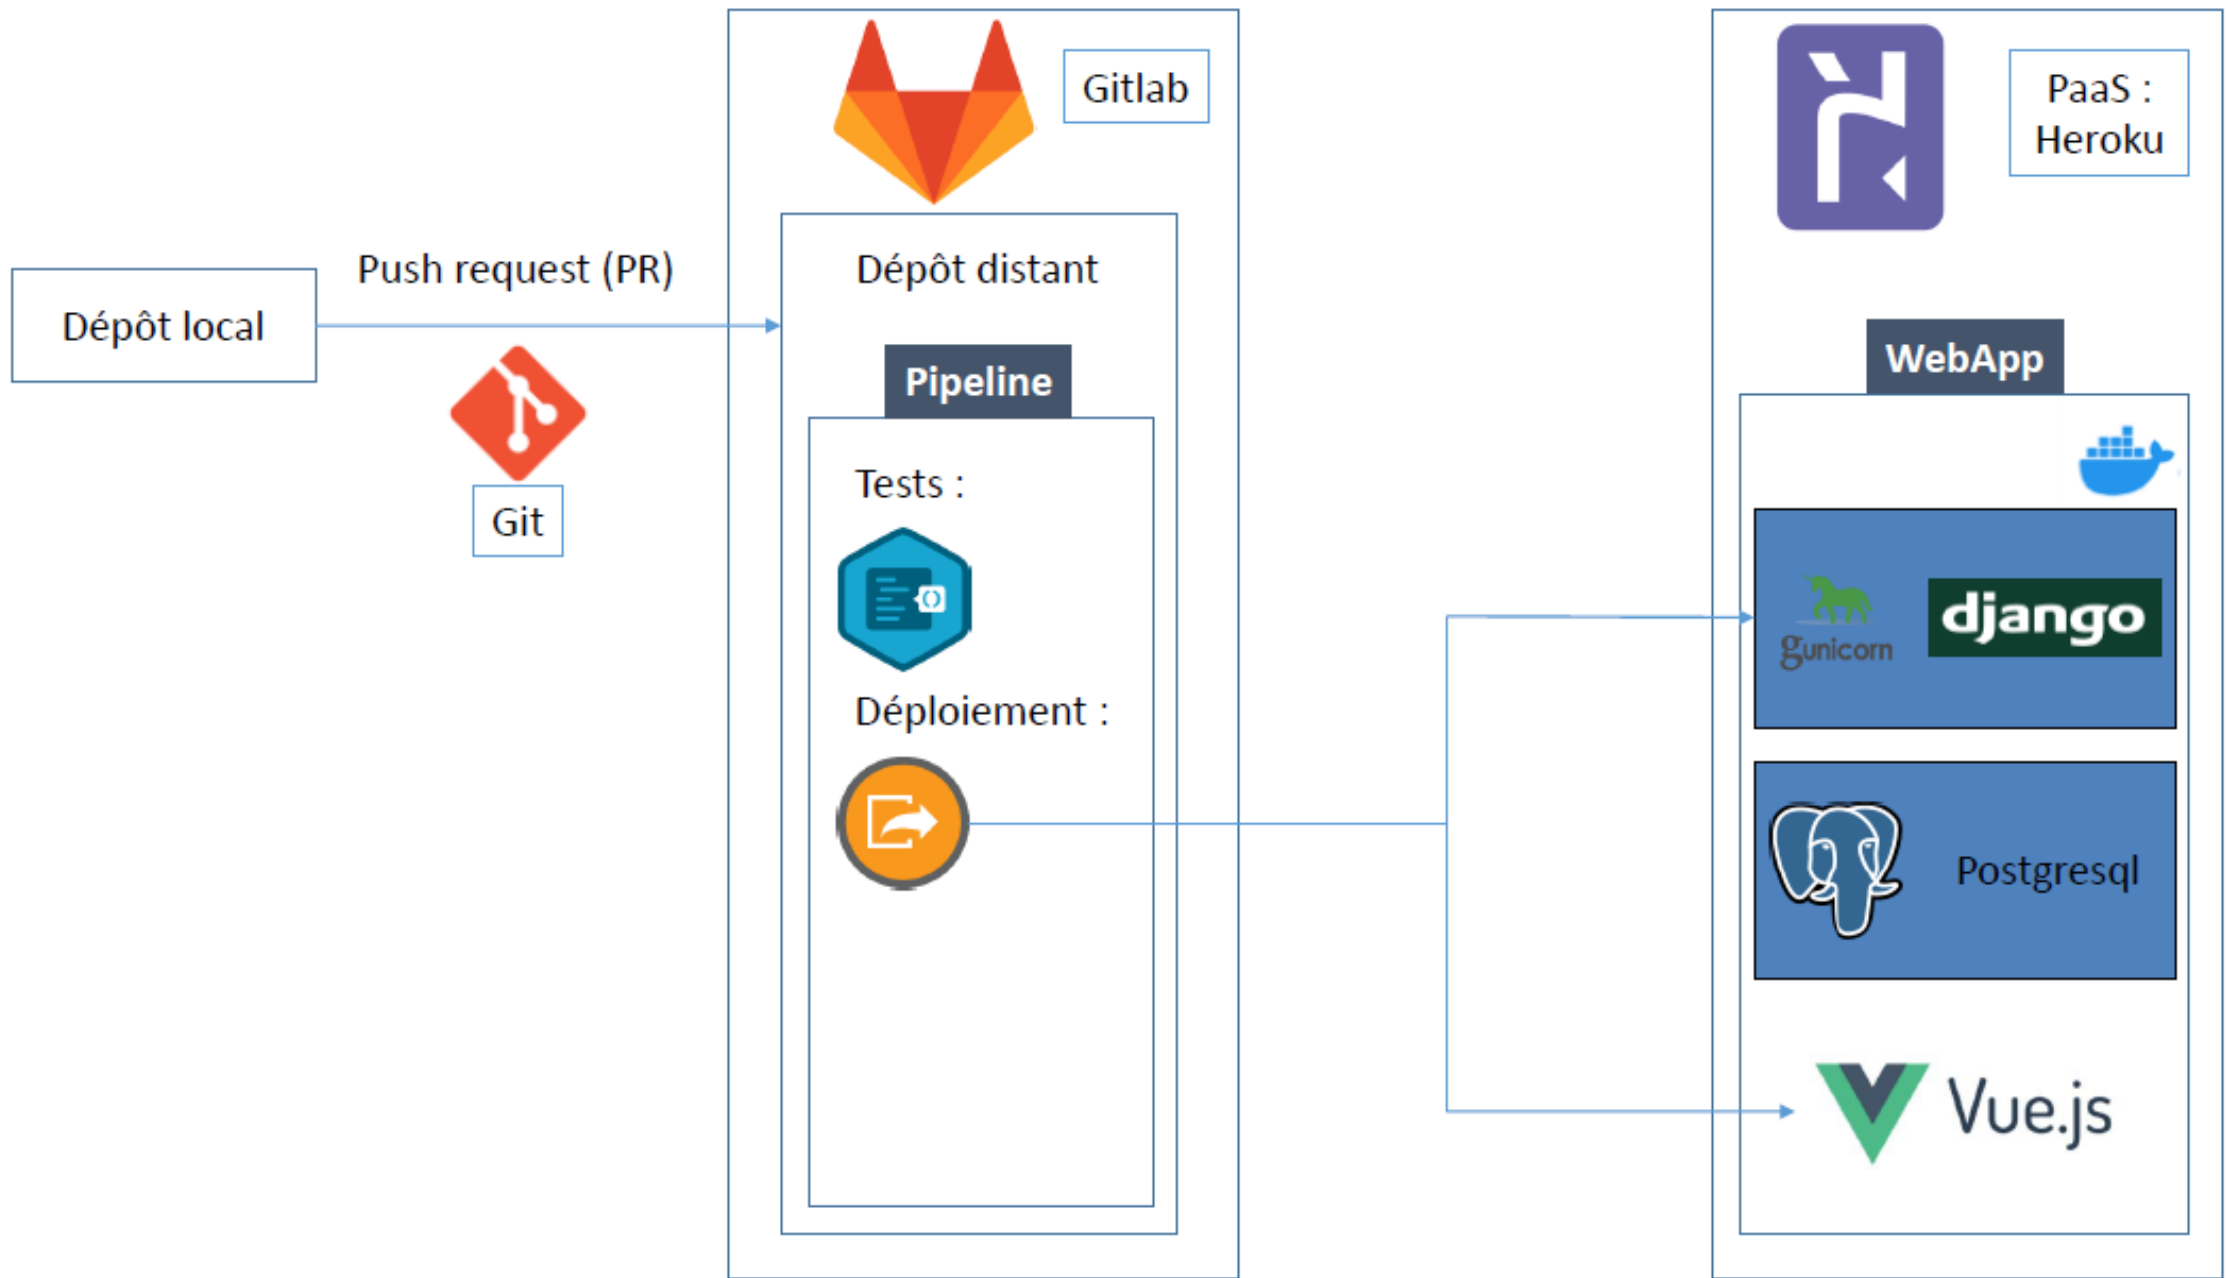 Gitlab
PaaS :
Heroku
Push request (PR)
Dépôt local
Git
Dépôt distant
Pipeline
Tests :
Déploiement :
WebApp
gunicorn
django
Postgresql
Vue.js